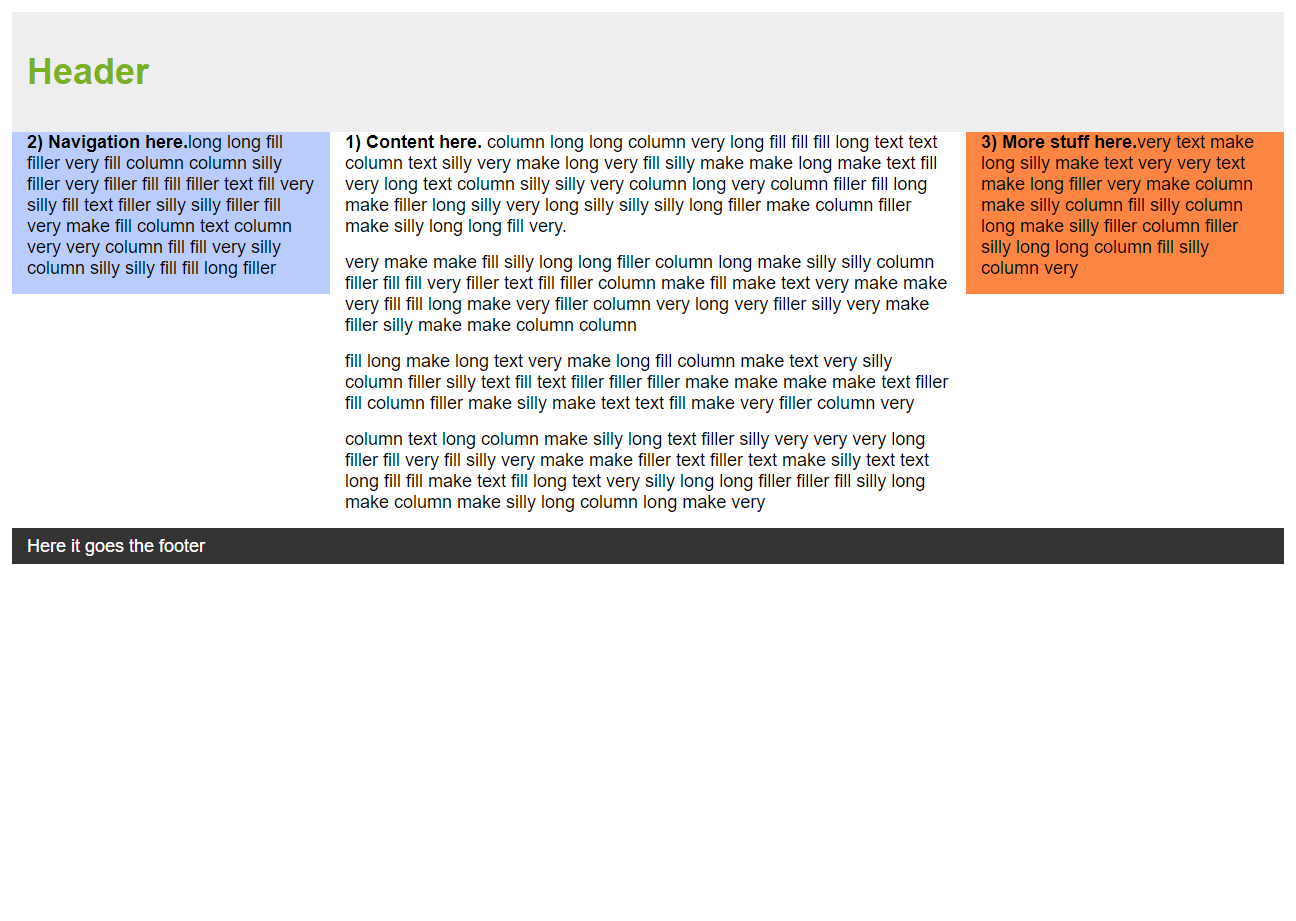 Header
2) Navigation here.long long fill
filler very fill column column silly
filler very filler fill fill filler text fill very
silly fill text filler silly silly filler fill
very make fill column text column
very very column fill fill very silly
column silly silly fill fill long filler
1) Content here. column long long column very long fill fill fill long text text
column text silly very make long very fill silly make make long make text fill
very long text column silly silly very column long very column filler fill long
make filler long silly very long silly silly silly long filler make column filler
make silly long long fill very.
very make make fill silly long long filler column long make silly silly column
filler fill fill very filler text fill filler column make fill make text very make make
very fill fill long make very filler column very long very filler silly very make
filler silly make make column column
fill long make long text very make long fill column make text very silly
column filler silly text fill text filler filler filler make make make make text filler
fill column filler make silly make text text fill make very filler column very
column text long column make silly long text filler silly very very very long
filler fill very fill silly very make make filler text filler text make silly text text
long fill fill make text fill long text very silly long long filler filler fill silly long
make column make silly long column long make very
3) More stuff here.very text make
long silly make text very very text
make long filler very make column
make silly column fill silly column
long make silly filler column filler
silly long long column fill silly
column very
Here it goes the footer